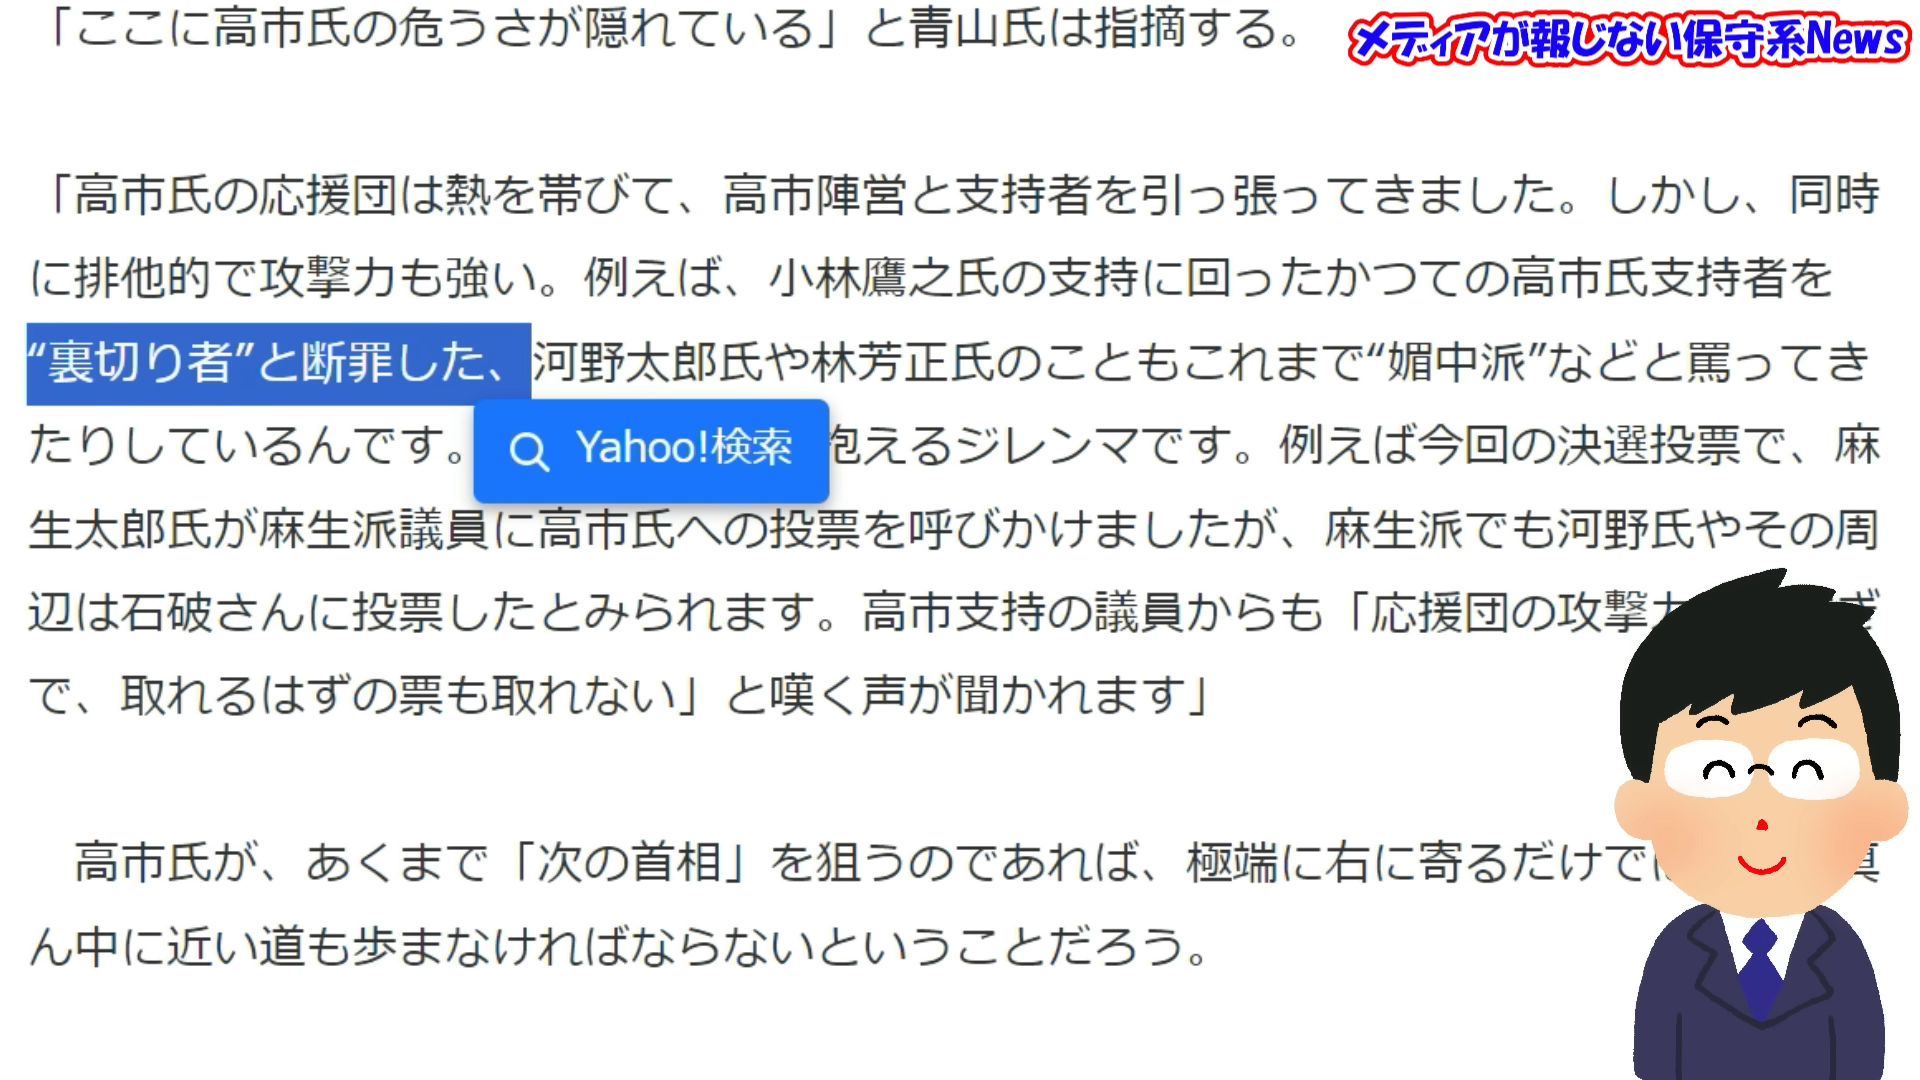 「ここに高市氏の危うさが隠れている」と青山氏は指摘する。
メディアが報じない保守系News
「高市氏の応援団は熱を帯びて、高市陣営と支持者を引っ張ってきました。しかし、同時
に排他的で攻撃力も強い。例えば、小林鷹之氏の支持に回ったかつての高市氏支持者を
“裏切り者”と断罪した、河野太郎氏や林芳正氏のこともこれまで“媚中派”などと罵ってき
たりしているんです。
Yahoo!検索
抱えるジレンマです。例えば今回の決選投票で、麻
生太郎氏が麻生派議員に高市氏への投票を呼びかけましたが、麻生派でも河野氏やその周
辺は石破さんに投票したとみられます。高市支持の議員からも「応援団の攻撃
で、取れるはずの票も取れない」と嘆く声が聞かれます」
高市氏が、あくまで「次の首相」を狙うのであれば、極端に右に寄るだけで
ん中に近い道も歩まなければならないということだろう。